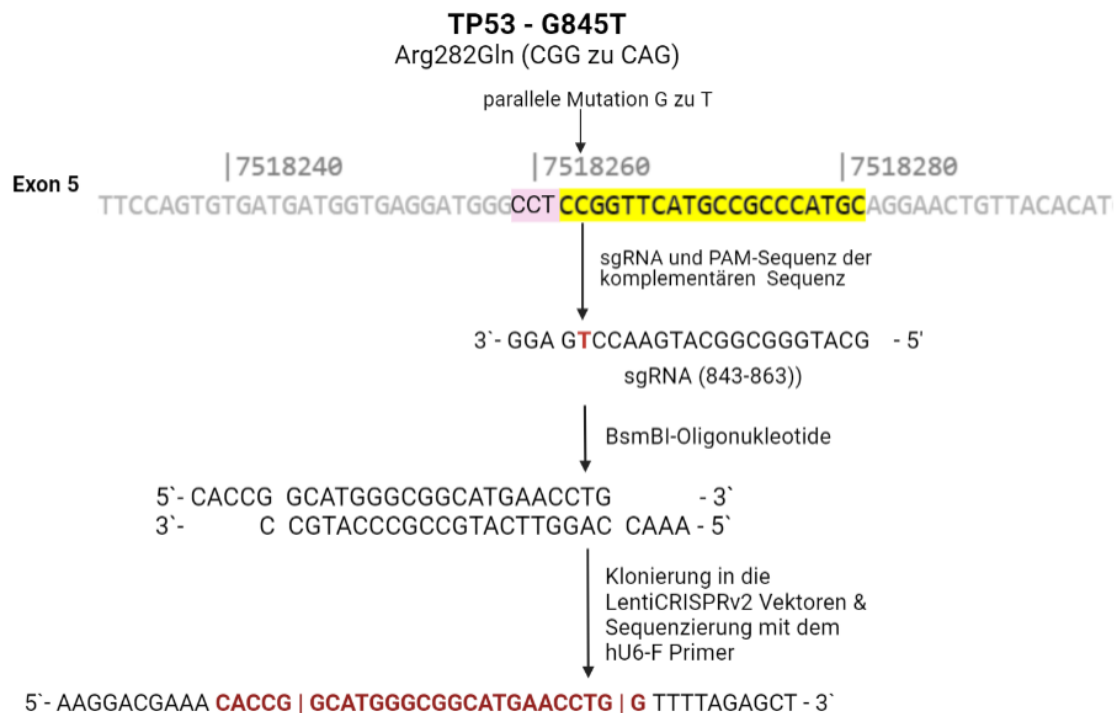 TP53 - G845T
Arg282Gln (CGG zu CAG)
parallele Mutation G zu T
|7518240 |7518260 |7518280
Exon 5
TTCCAGTGTGATGATGGTGAGGATGGGCCTCCGGTTCATGCCGCCCATGCAGGAACTGTTACACAT
sgRNA und PAM-Sequenz der
komplementären Sequenz
3`- GGA GTCCAAGTACGGCGGGTACG - 5'
sgRNA (843-863))
BsmBI-Oligonukleotide
5`- CACCG GCATGGGCGGCATGAACCTG - 3`
3`- C CGTACCCGCCGTACTTGGAC CAAA - 5`
Klonierung in die
LentiCRISPRv2 Vektoren &
Sequenzierung mit dem
hU6-F Primer
5`- AAGGACGAAA CACCG | GCATGGGCGGCATGAACCTG | G TTTTAGAGCT - 3`